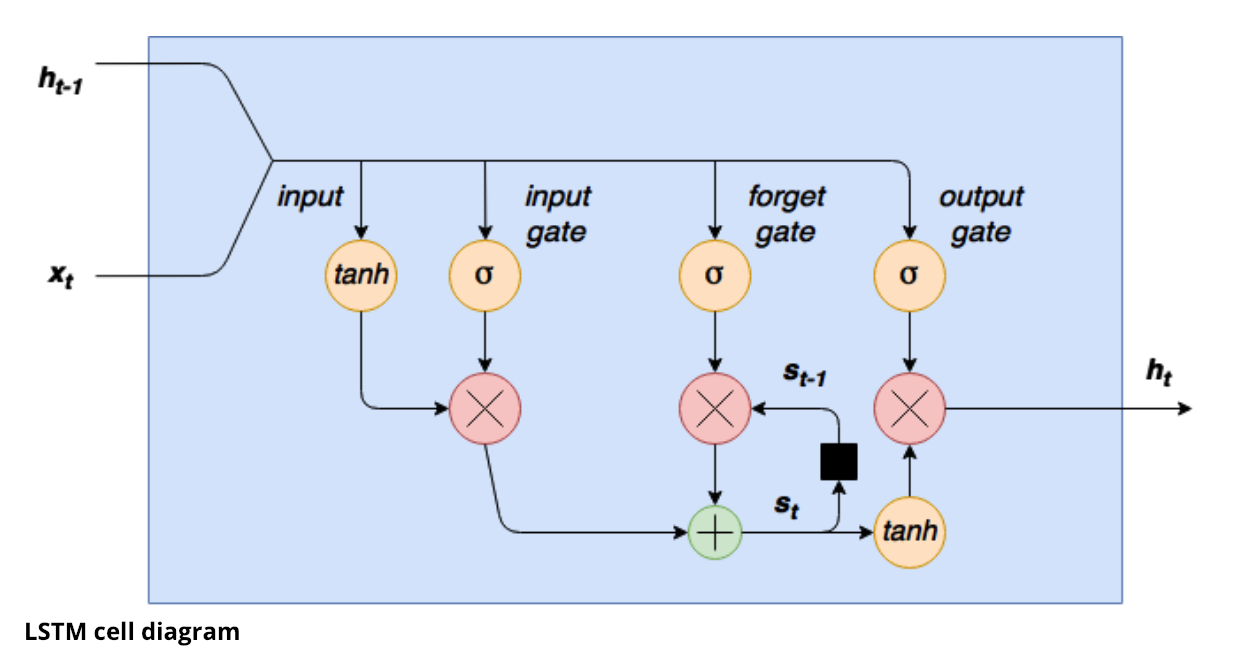 h_{t-1}
input
input
gate
forget
gate
output
gate
x_t
tanh
σ
σ
σ
s_{t-1}
h_t
s_t
tanh
LSTM cell diagram